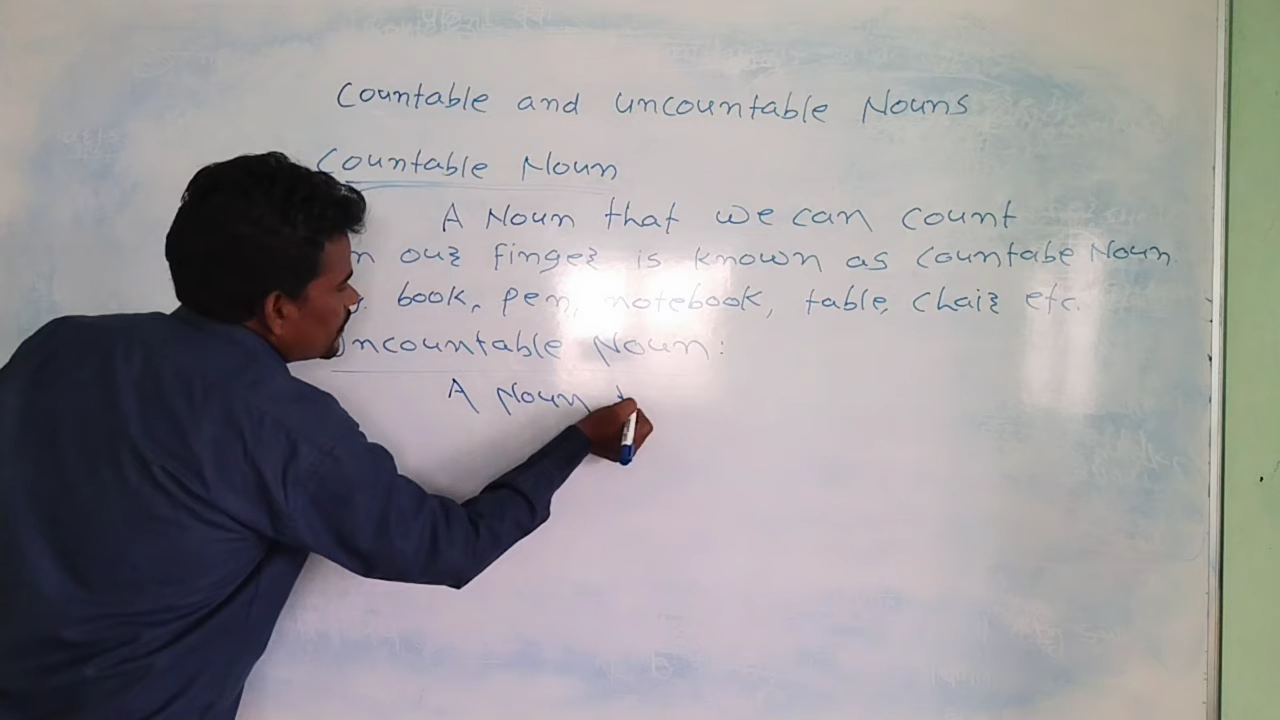 Countable and uncountable Nouns
Countable Noun
A Noun that we can count
our finger is known as Countabe Noun.
book, pen, notebook, table, Chair etc.
Uncountable Noun:
A Noun